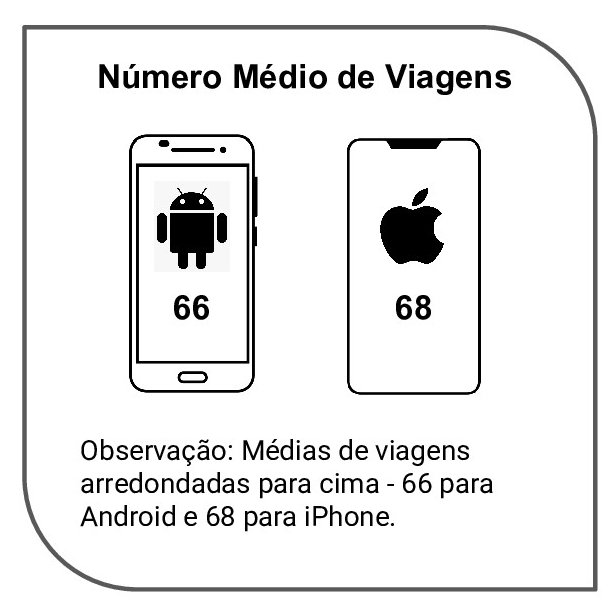 Número Médio de Viagens
66
68
Observação: Médias de viagens
arredondadas para cima - 66 para
Android e 68 para iPhone.